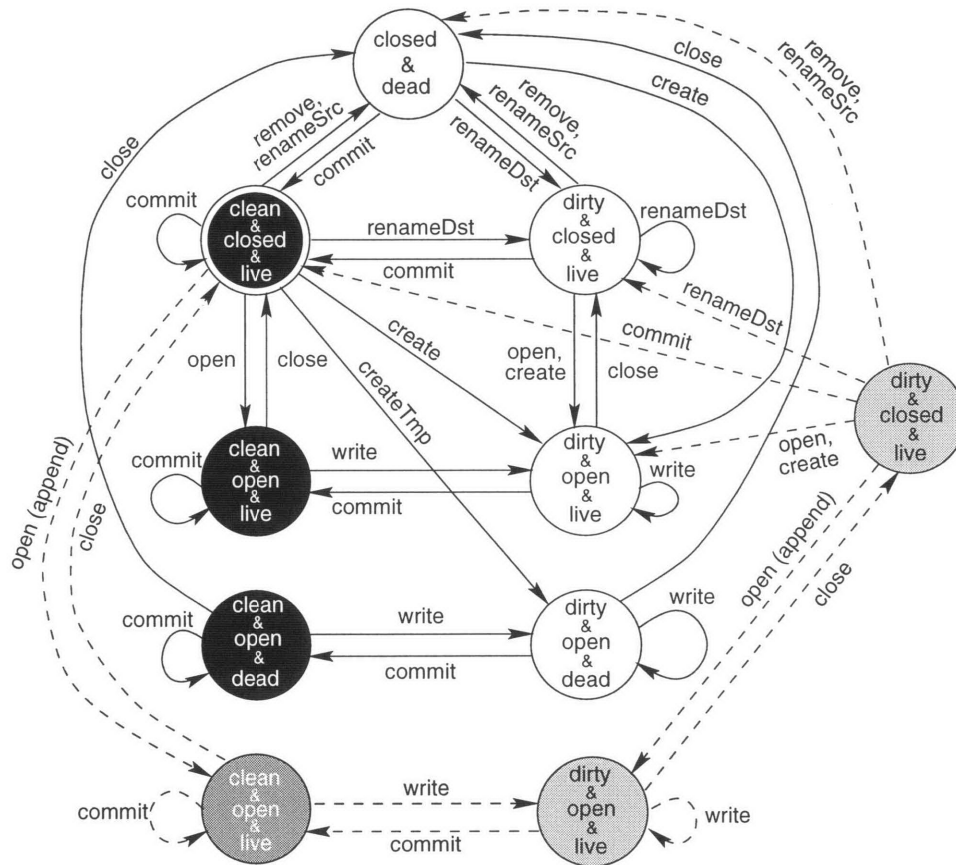 closed
&
dead
close
remove,
renameSrc
commit
remove,
renameSrc
renameDst
close
create
remove,
renameSrc
commit
clean
&
closed
&
live
renameDst
commit
dirty
&
closed
&
live
renameDst
open
close
create
createTmp
open,
create
close
commit
renameDst
dirty
&
closed
&
live
open,
create
commit
clean
&
open
&
live
write
commit
dirty
&
open
&
live
write
open (append)
close
open (append)
close
commit
clean
&
open
&
dead
write
commit
dirty
&
open
&
dead
write
commit
clean
&
open
&
live
write
commit
dirty
&
open
&
live
write